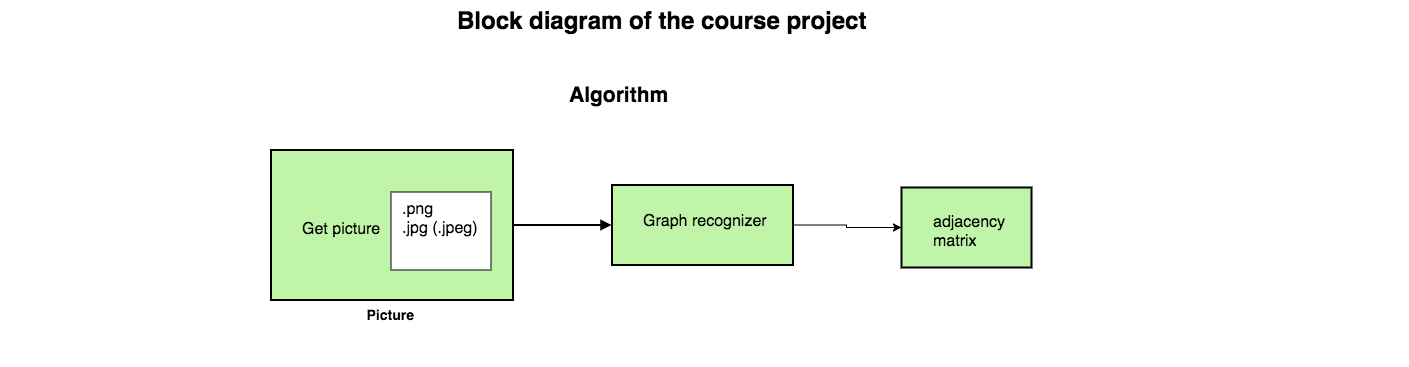 Block diagram of the course project
Algorithm
Get picture
.png
.jpg (.jpeg)
Picture
Graph recognizer
adjacency
matrix